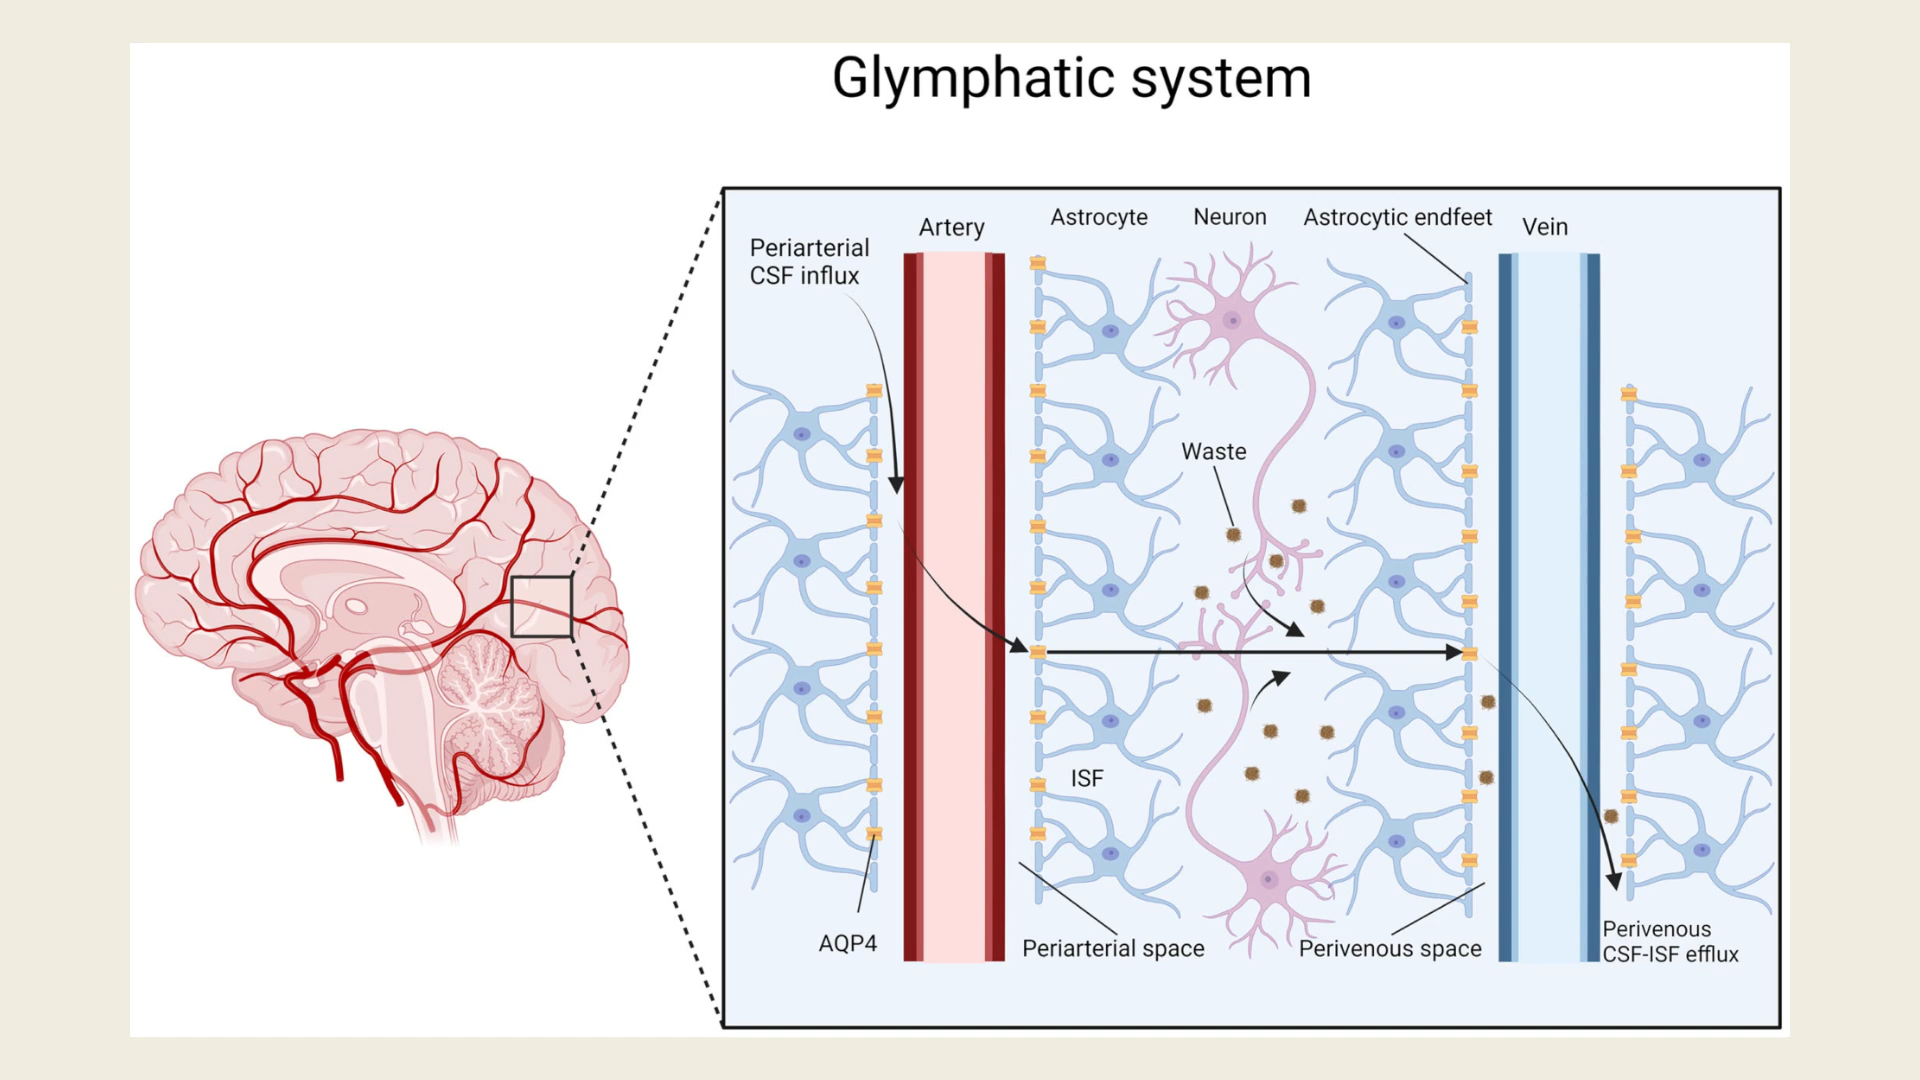 Glymphatic system
Periarterial
CSF influx
Artery
Astrocyte
Neuron
Astrocytic endfeet
Vein
Waste
ISF
AQP4
Periarterial space
Perivenous space
Perivenous
CSF-ISF efflux